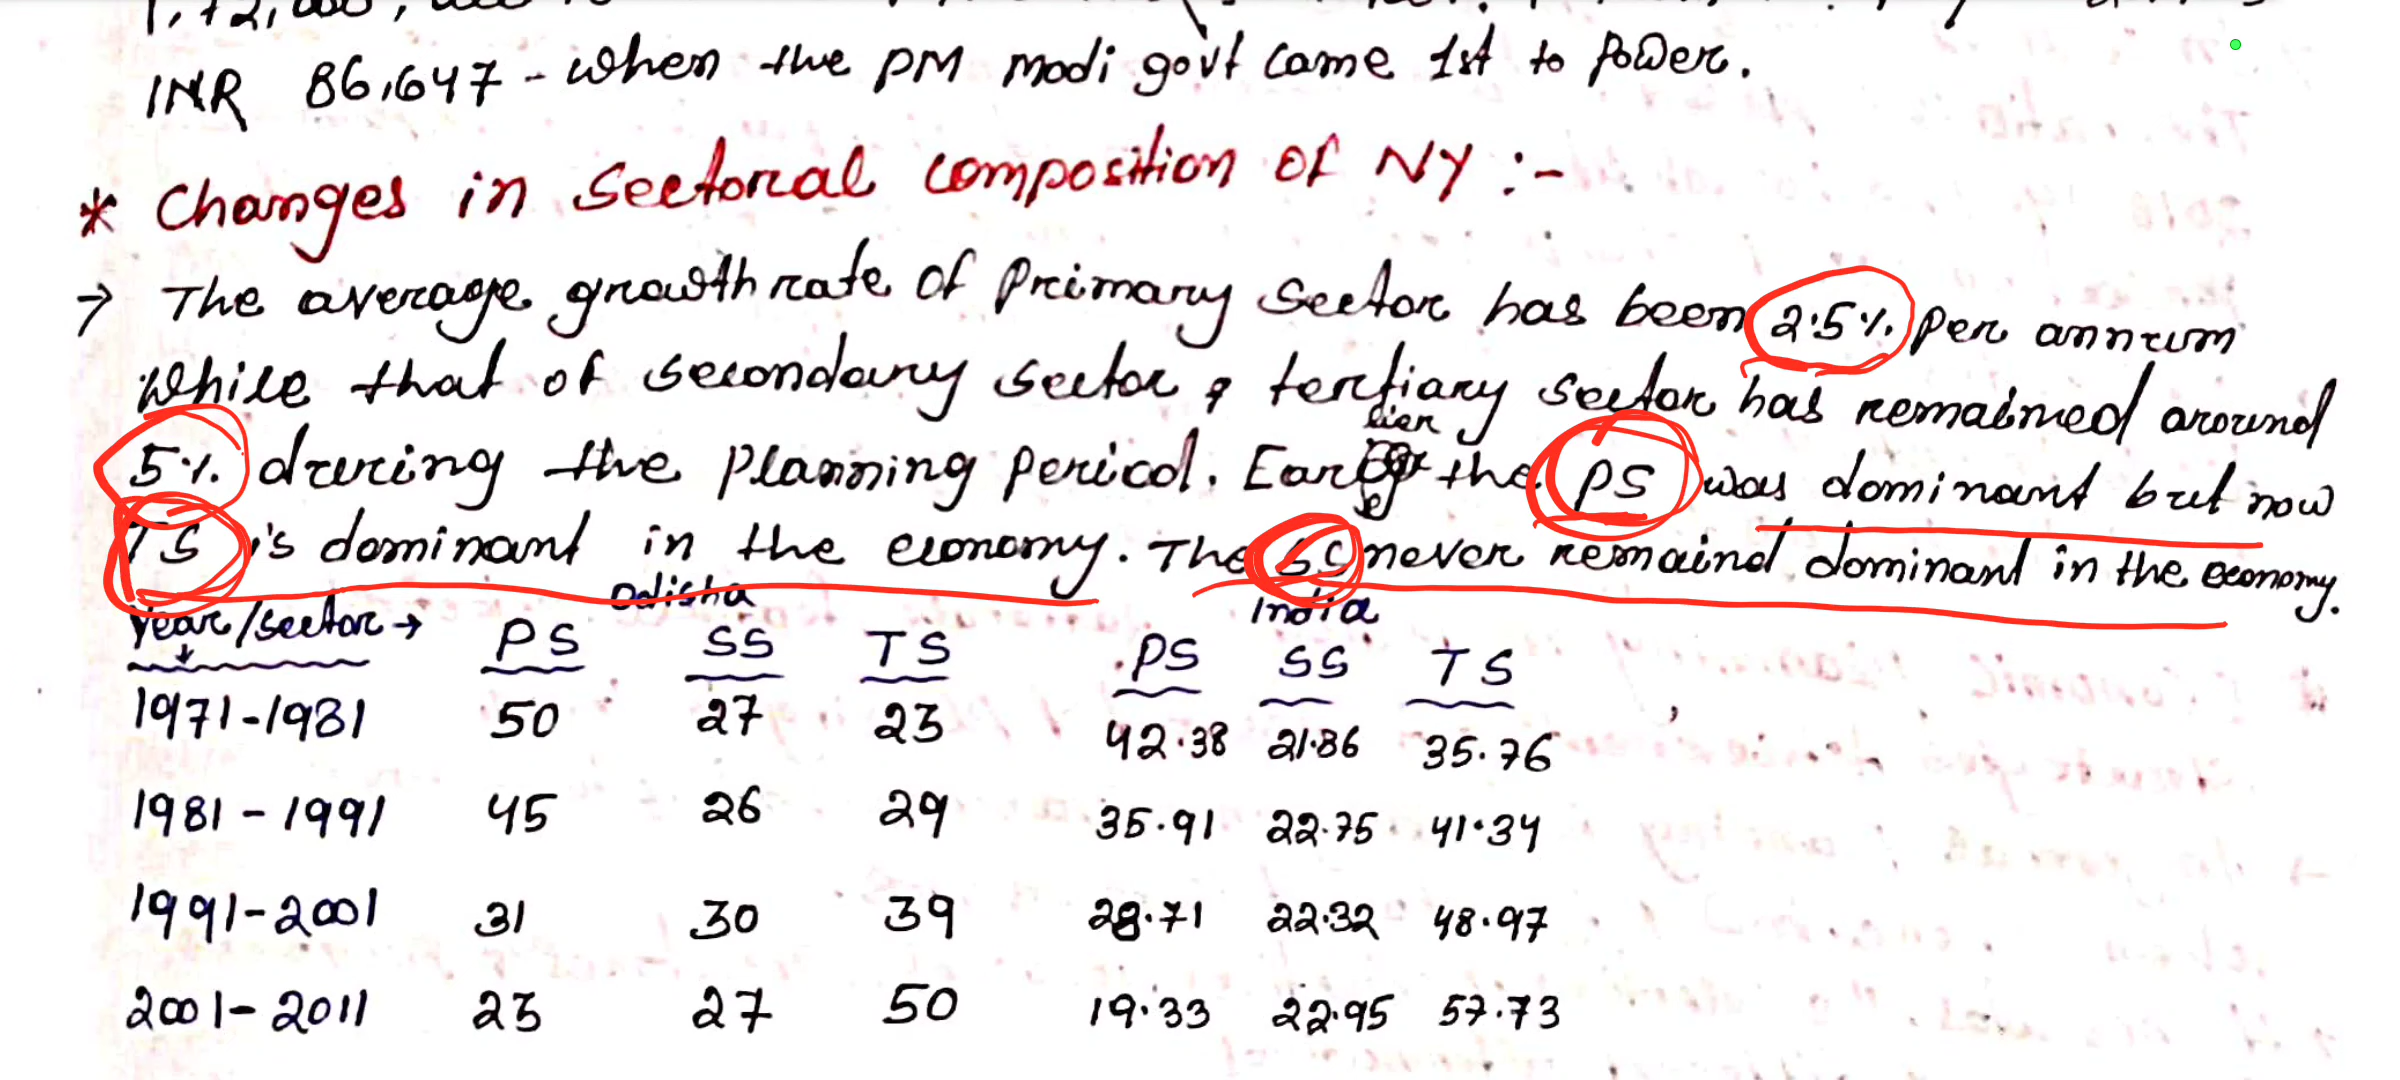 1,72,000,
INR 86,647 - when the PM Modi govt came 1st to power.
* Changes in Sectoral composition of NY :-
→ The average growth rate of Primary Sector has been 2.5% per annum
while that of secondary sector & tertiary sector has remained around
5% during the planning period. Earlier the PS was dominant but now
TS is dominant in the economy. The SS never remaind dominant in the economy.
Odisha India
Year/sector → PS SS TS PS SS TS
1971-1981 50 27 23 42.38 21.86 35.76
1981-1991 45 26 29 35.91 22.75 41.34
1991-2001 31 30 39 28.71 22.32 48.97
2001-2011 23 27 50 19.33 22.95 57.73